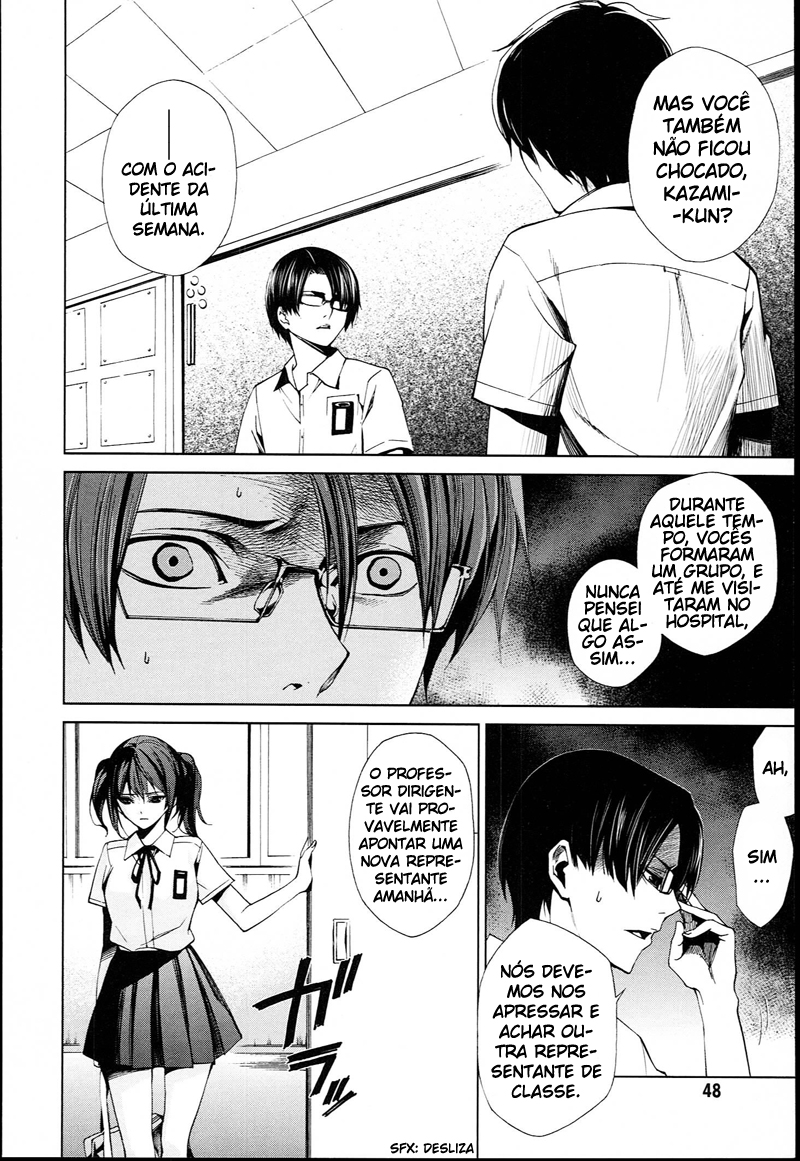 MAS VOCÊ
TAMBÉM
NÃO FICOU
CHOCADO,
KAZAMI-
-KUN?
COM O ACI-
DENTE DA
ÚLTIMA
SEMANA.
DURANTE
AQUELE TEM-
PO, VOCÊS
FORMARAM
UM GRUPO, E
ATÉ ME VISI-
TARAM NO
HOSPITAL,
NUNCA
PENSEI
QUE AL-
GO AS-
SIM...
AH,
SIM
...
NÓS DEVE-
MOS NOS
APRESSAR E
ACHAR OU-
TRA REPRE-
SENTANTE DE
CLASSE.
48
O PROFES-
SOR DIRIGEN-
TE VAI PRO-
VAVELMENTE
APONTAR UMA
NOVA REPRE-
SENTANTE
AMANHÃ...
ガガッ
SFX: DESLIZA